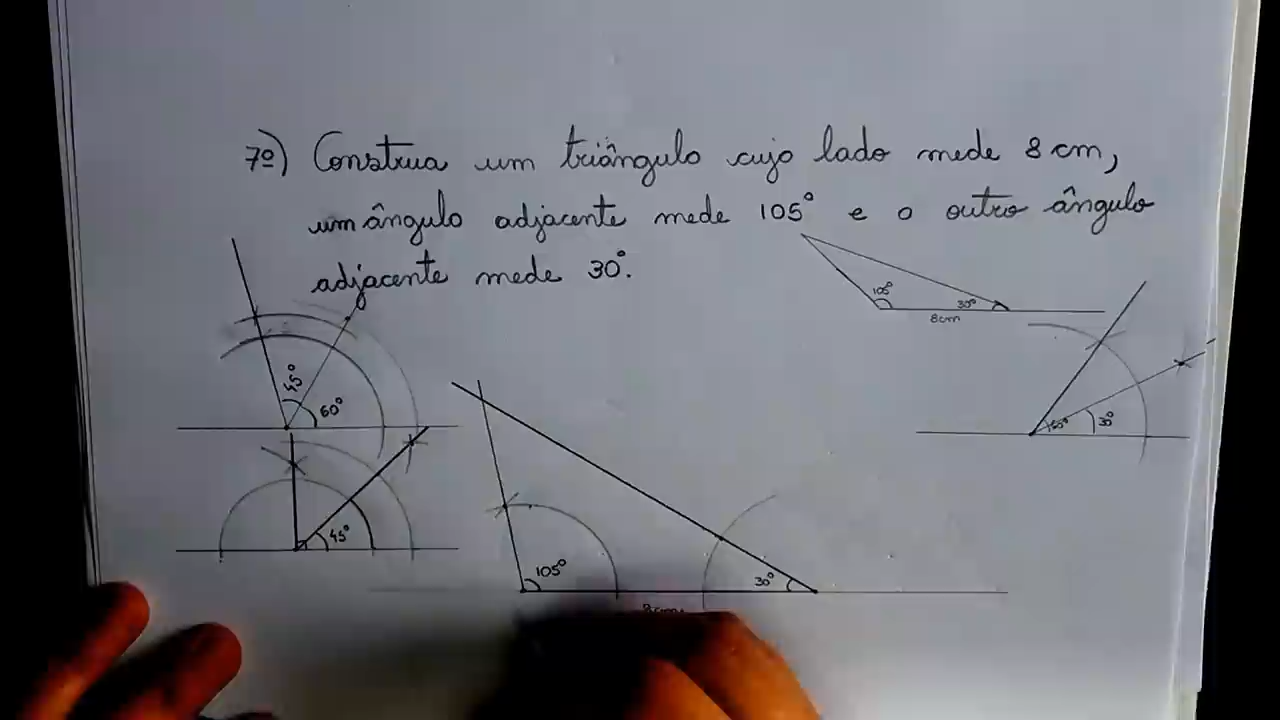 7º) Construa um triângulo cujo lado mede 8 cm,
um ângulo adjacente mede 105° e o outro ângulo
adjacente mede 30°.
105°
30°
8cm
45°
60°
30°
45°
105°
30°
8cm